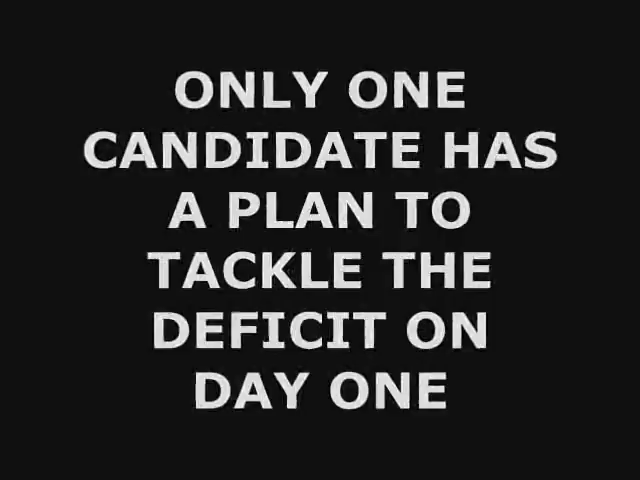 ONLY ONE
CANDIDATE HAS
A PLAN TO
TACKLE THE
DEFICIT ON
DAY ONE